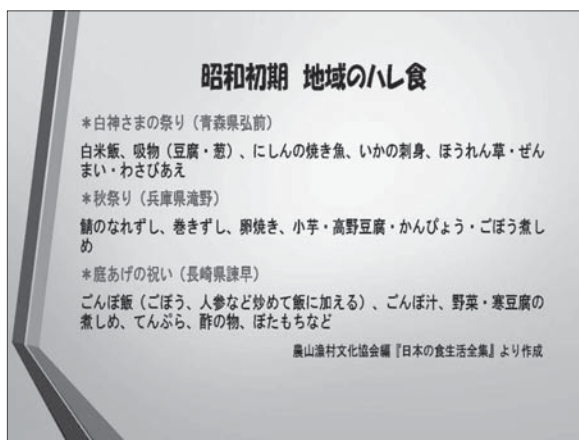 昭和初期 地域のハレ食
＊白神さまの祭り（青森県弘前）
白米飯、吸物（豆腐・葱）、にしんの焼き魚、いかの刺身、ほうれん草・ぜん
まい・わさびあえ
＊秋祭り（兵庫県滝野）
鯖のなれずし、巻きずし、卵焼き、小芋・高野豆腐・かんぴょう・ごぼう煮し
め
＊庭あげの祝い（長崎県諫早）
ごんぼ飯（ごぼう、人参など炒めて飯に加える）、ごんぼ汁、野菜・寒豆腐の
煮しめ、てんぷら、酢の物、ぼたもちなど
農山漁村文化協会編『日本の食生活全集』より作成